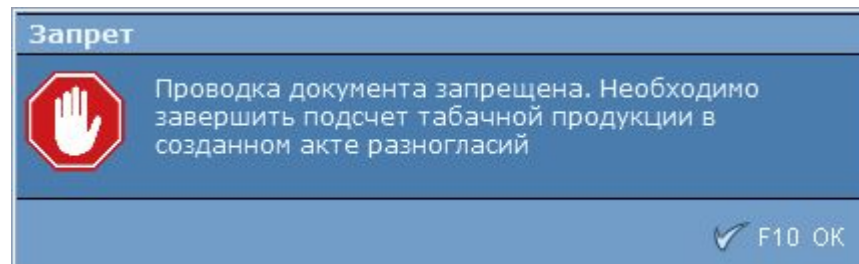 Запрет
Проводка документа запрещена. Необходимо
завершить подсчет табачной продукции в
созданном акте разногласий
F10 OK